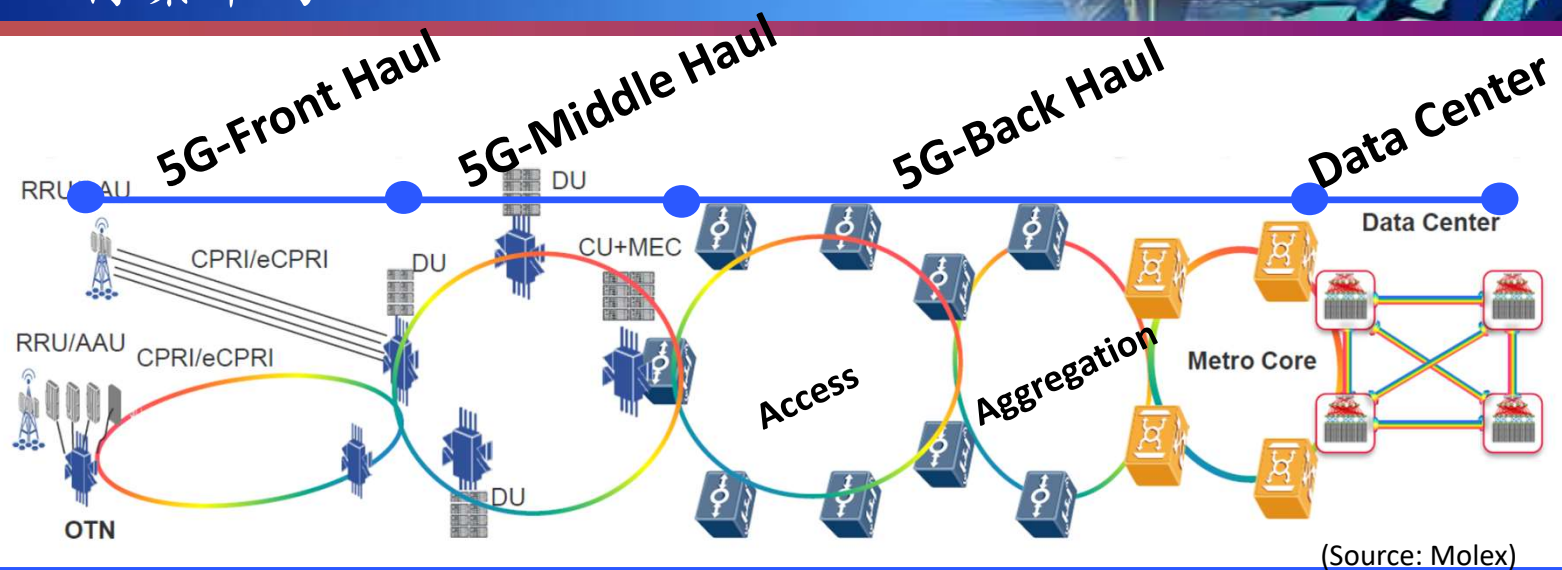 5G-Front Haul
5G-Middle Haul
5G-Back Haul
Data Center
DU
Data Center
CPRI/eCPRI
DU
CU+MEC
RRU/AAU
CPRI/eCPRI
Access
Aggregation
Metro Core
DU
OTN
(Source: Molex)